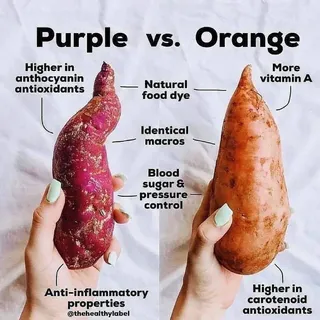 Purple vs. Orange
Higher in
anthocyanin
antioxidants
More
vitamin A
Natural
food dye
Identical
macros
Blood
sugar &
pressure
control
Anti-inflammatory
properties
@thehealthylabel
Higher in
carotenoid
antioxidants